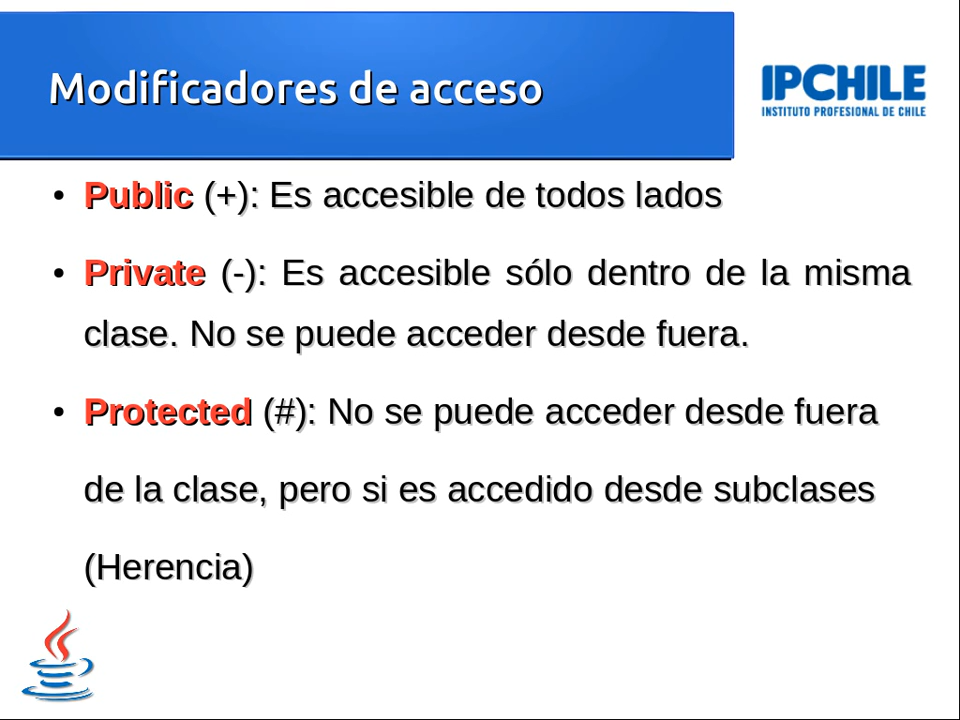 Modificadores de acceso
IPCHILE
INSTITUTO PROFESIONAL DE CHILE
• Public (+): Es accesible de todos lados
• Private (-): Es accesible sólo dentro de la misma
clase. No se puede acceder desde fuera.
• Protected (#): No se puede acceder desde fuera
de la clase, pero si es accedido desde subclases
(Herencia)